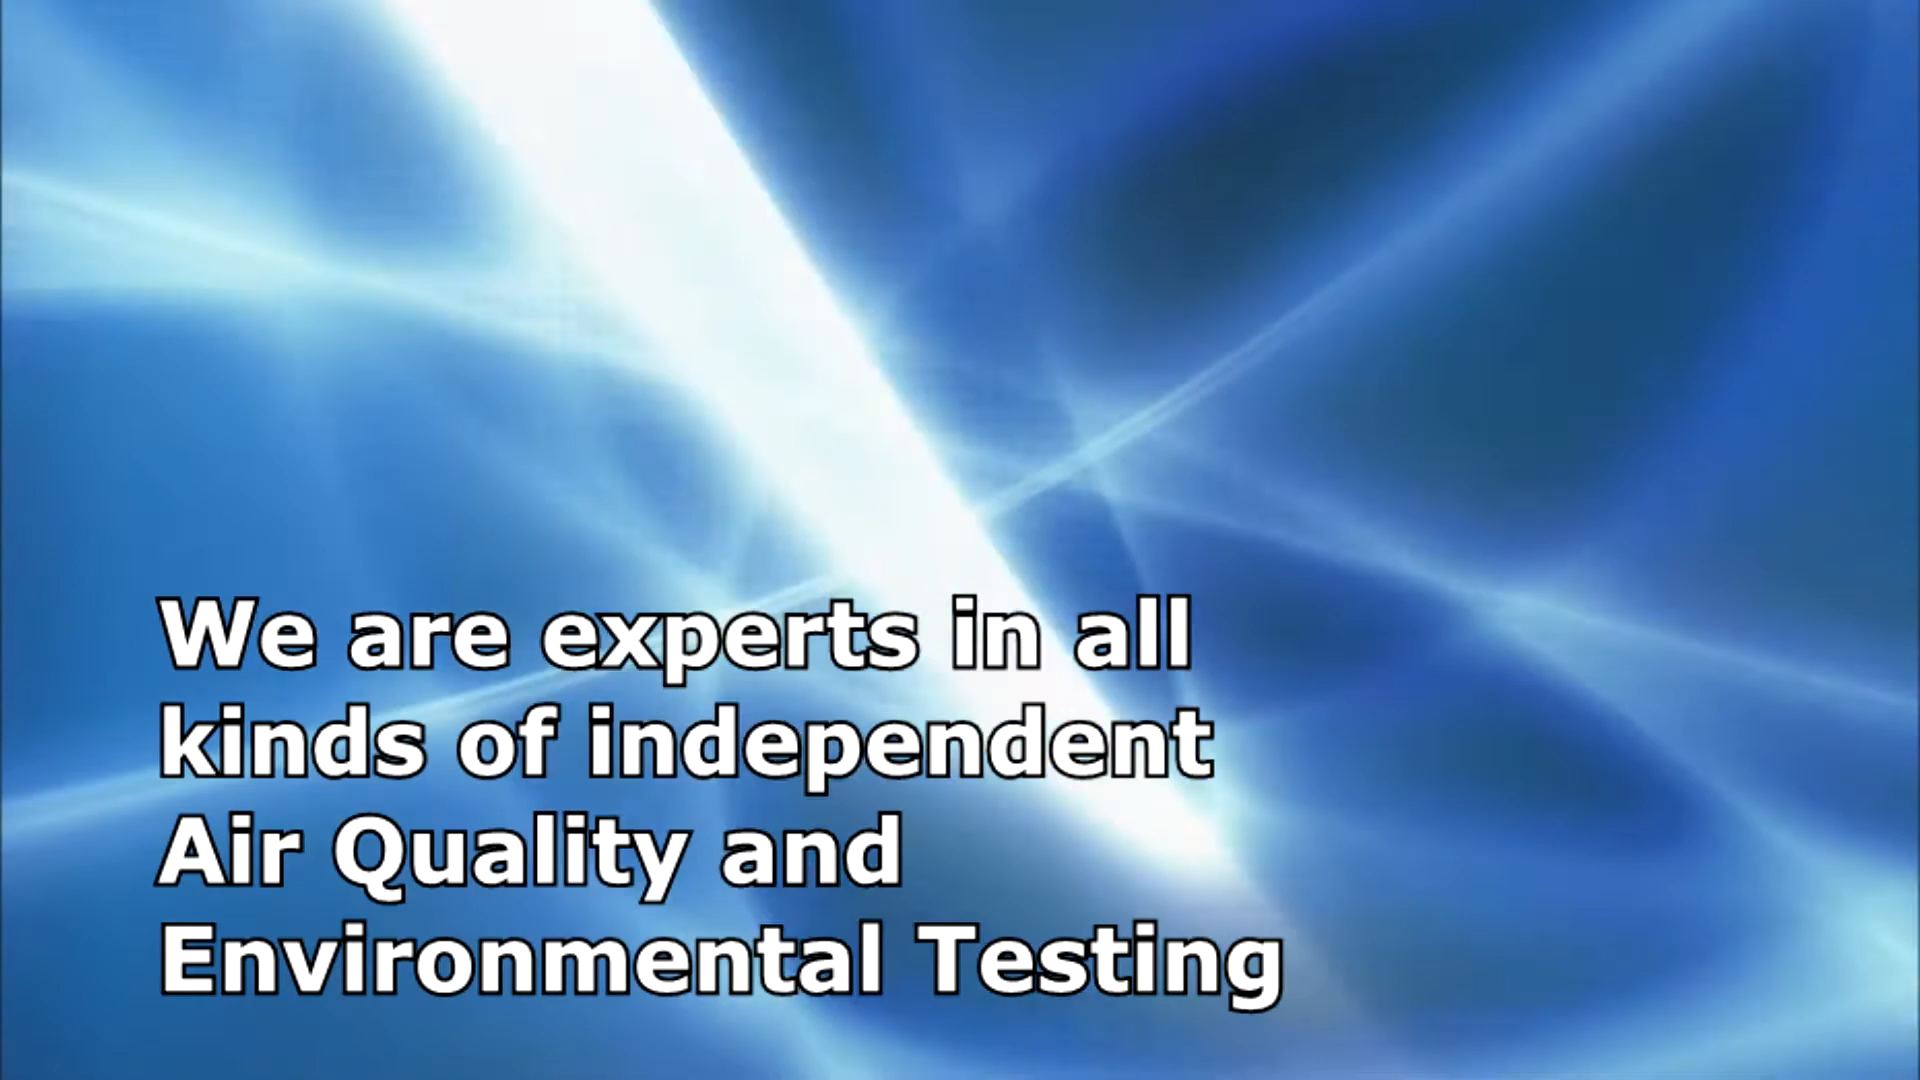 We are experts in all
kinds of independent
Air Quality and
Environmental Testing